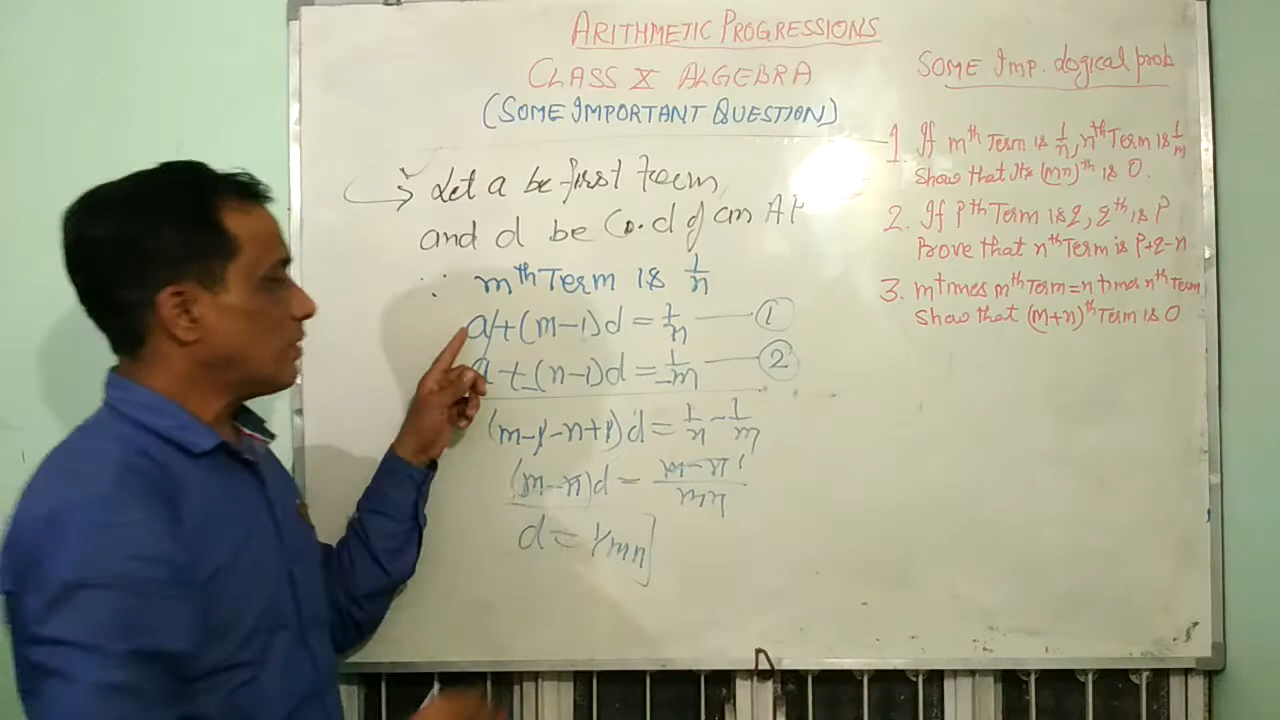 ARITHMETIC PROGRESSIONS
CLASS X ALGEBRA
(SOME IMPORTANT QUESTION)
Let a be first term
and d be Co.d of an AP
∵ mth Term is 1/n
a+(m-1)d = 1/n — 1
a+(n-1)d = 1/m — 2
(m-1-n+1)d = 1/n - 1/m
(m-n)d = m-n/mn
d = 1/mn
SOME Imp. Logical prob
1. If mth Term is 1/n, nth Term is 1/m
Show that Its (mn)th is 0.
2. If Pth Term is q, qth is P
Prove that nth Term is P+q-n
3. m times mth Term = n times nth Term
Show that (m+n)th Term is 0